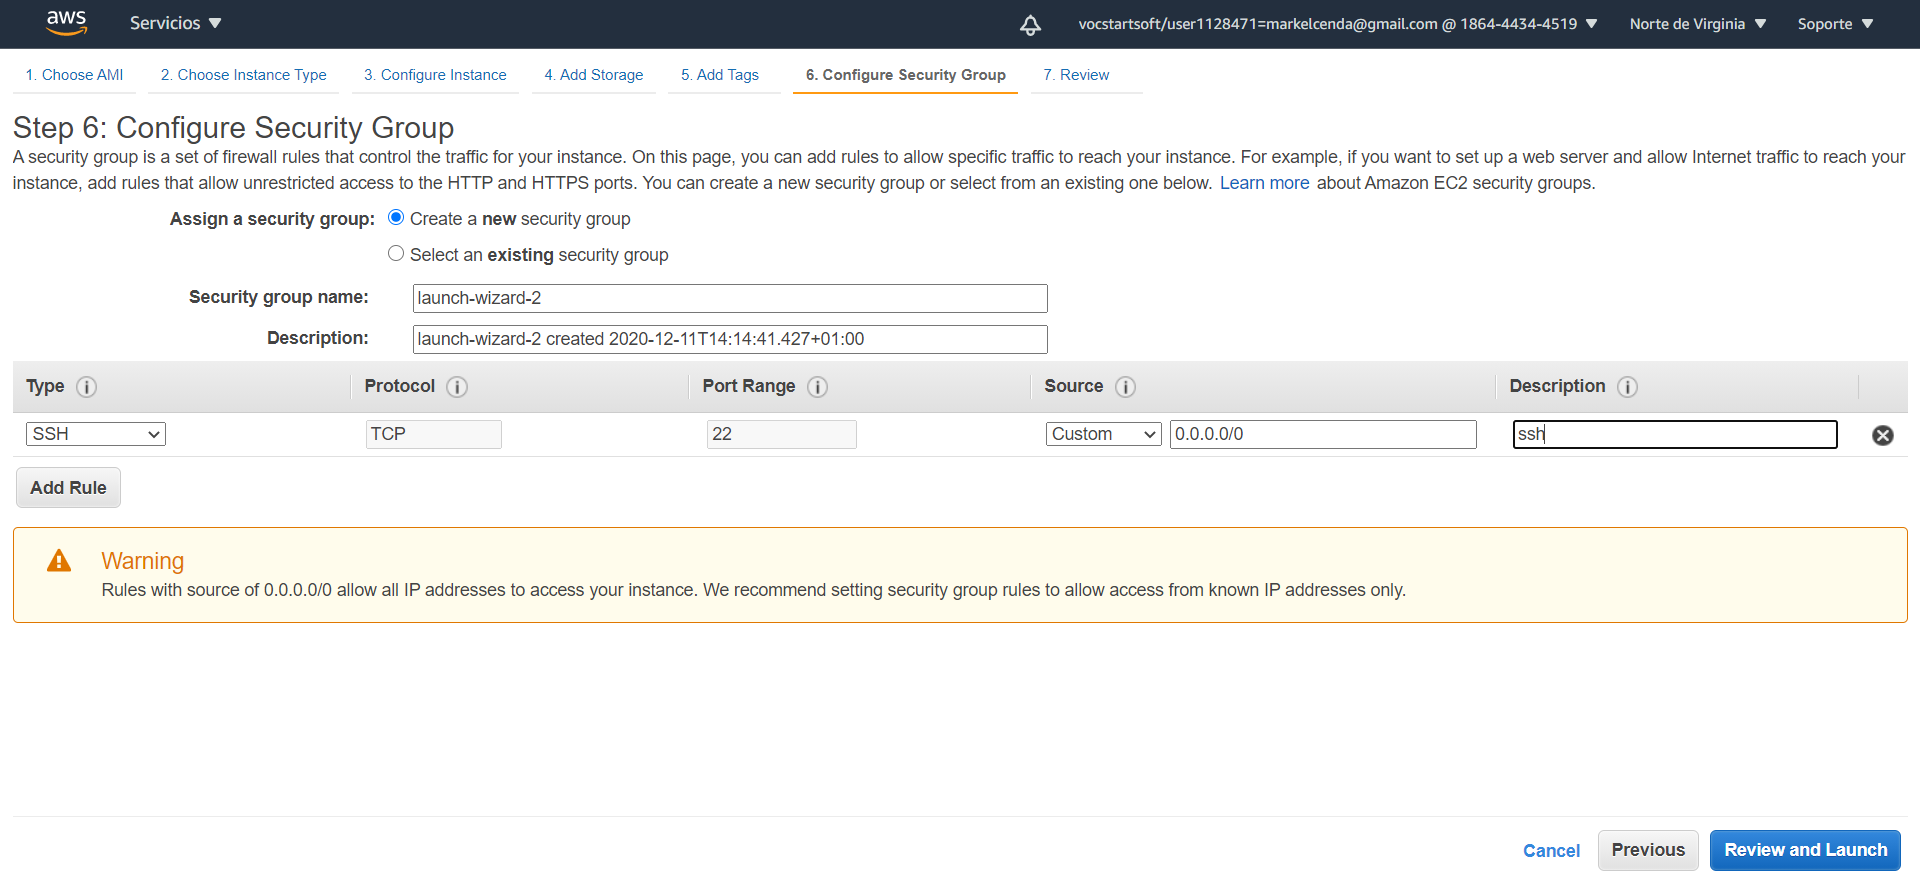 aws Servicios vocstartsoft/user1128471=markelcenda@gmail.com @ 1864-4434-4519 Norte de Virginia Soporte
1. Choose AMI 2. Choose Instance Type 3. Configure Instance 4. Add Storage 5. Add Tags 6. Configure Security Group 7. Review
Step 6: Configure Security Group
A security group is a set of firewall rules that control the traffic for your instance. On this page, you can add rules to allow specific traffic to reach your instance. For example, if you want to set up a web server and allow Internet traffic to reach your
instance, add rules that allow unrestricted access to the HTTP and HTTPS ports. You can create a new security group or select from an existing one below. Learn more about Amazon EC2 security groups.
Assign a security group: Create a new security group
Select an existing security group
Security group name: launch-wizard-2
Description: launch-wizard-2 created 2020-12-11T14:14:41.427+01:00
Type Protocol Port Range Source Description
SSH TCP 22 Custom 0.0.0.0/0 ssh
Add Rule
Warning
Rules with source of 0.0.0.0/0 allow all IP addresses to access your instance. We recommend setting security group rules to allow access from known IP addresses only.
Cancel Previous Review and Launch